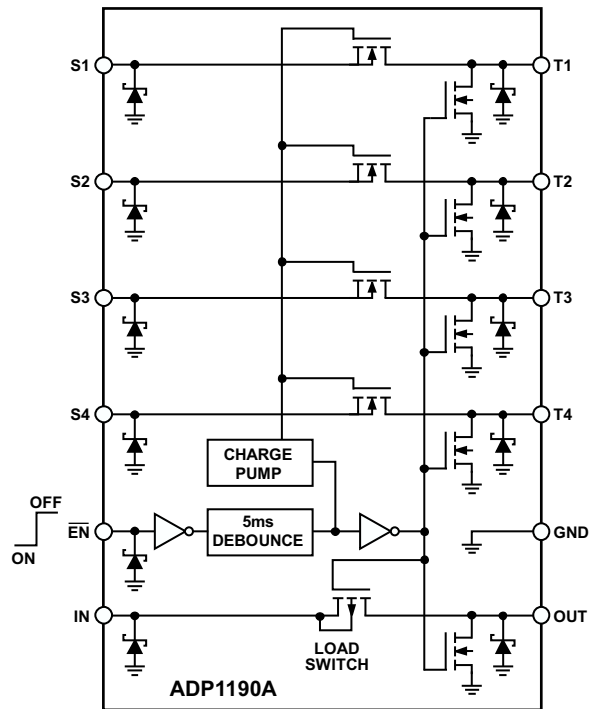 S1
T1
S2
T2
S3
T3
S4
T4
CHARGE
PUMP
OFF
ON
EN
5ms
DEBOUNCE
GND
IN
OUT
LOAD
SWITCH
ADP1190A